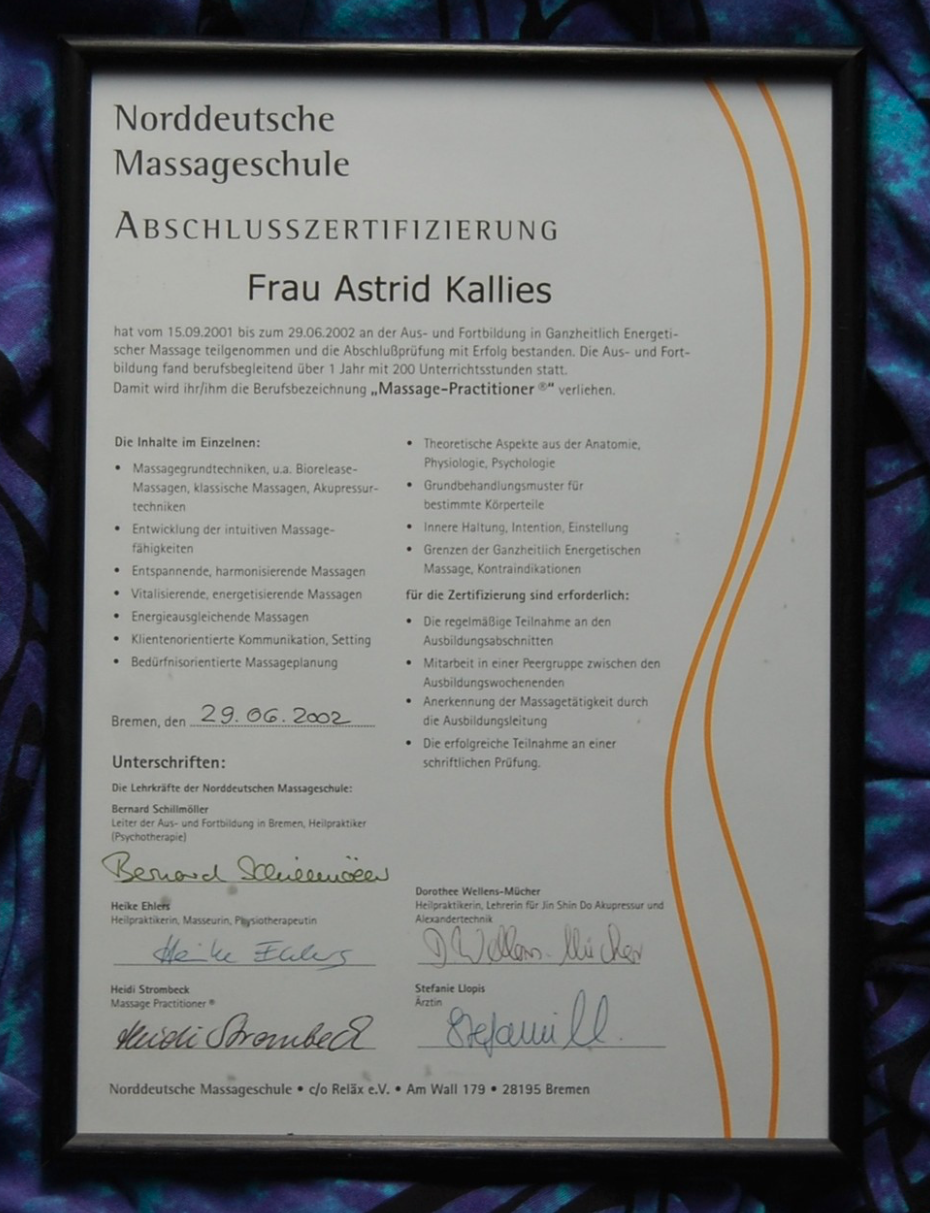 Norddeutsche
Massageschule
ABSCHLUSSZERTIFIZIERUNG
Frau Astrid Kallies
hat vom 15.09.2001 bis zum 29.06.2002 an der Aus- und Fortbildung in Ganzheitlich Energeti-
scher Massage teilgenommen und die Abschlußprüfung mit Erfolg bestanden. Die Aus- und Fort-
bildung fand berufsbegleitend über 1 Jahr mit 200 Unterrichtsstunden statt.
Damit wird ihr/ihm die Berufsbezeichnung „Massage-Practitioner ®“ verliehen.
Die Inhalte im Einzelnen:
• Massagegrundtechniken, u.a. Biorelease-
Massagen, klassische Massagen, Akupressur-
techniken
• Entwicklung der intuitiven Massage-
fähigkeiten
• Entspannende, harmonisierende Massagen
• Vitalisierende, energetisierende Massagen
• Energieausgleichende Massagen
• Klientenorientierte Kommunikation, Setting
• Bedürfnisorientierte Massageplanung
• Theoretische Aspekte aus der Anatomie,
Physiologie, Psychologie
• Grundbehandlungsmuster für
bestimmte Körperteile
• Innere Haltung, Intention, Einstellung
• Grenzen der Ganzheitlich Energetischen
Massage, Kontraindikationen
für die Zertifizierung sind erforderlich:
• Die regelmäßige Teilnahme an den
Ausbildungsabschnitten
• Mitarbeit in einer Peergruppe zwischen den
Ausbildungswochenenden
• Anerkennung der Massagetätigkeit durch
die Ausbildungsleitung
• Die erfolgreiche Teilnahme an einer
schriftlichen Prüfung.
Bremen, den 29.06.2002
Unterschriften:
Die Lehrkräfte der Norddeutschen Massageschule:
Bernard Schillmöller
Leiter der Aus- und Fortbildung in Bremen, Heilpraktiker
(Psychotherapie)
Bernard Schillmöller
Heike Ehlers
Heilpraktikerin, Masseurin, Physiotherapeutin
Heike Ehlers
Dorothee Wellens-Mücher
Heilpraktikerin, Lehrerin für Jin Shin Do Akupressur und
Alexandertechnik
D. Wellens-Mücher
Heidi Strombeck
Massage Practitioner ®
Heidi Strombeck
Stefanie Llopis
Ärztin
Stefanie Ll.
Norddeutsche Massageschule • c/o Reläx e.V. • Am Wall 179 • 28195 Bremen